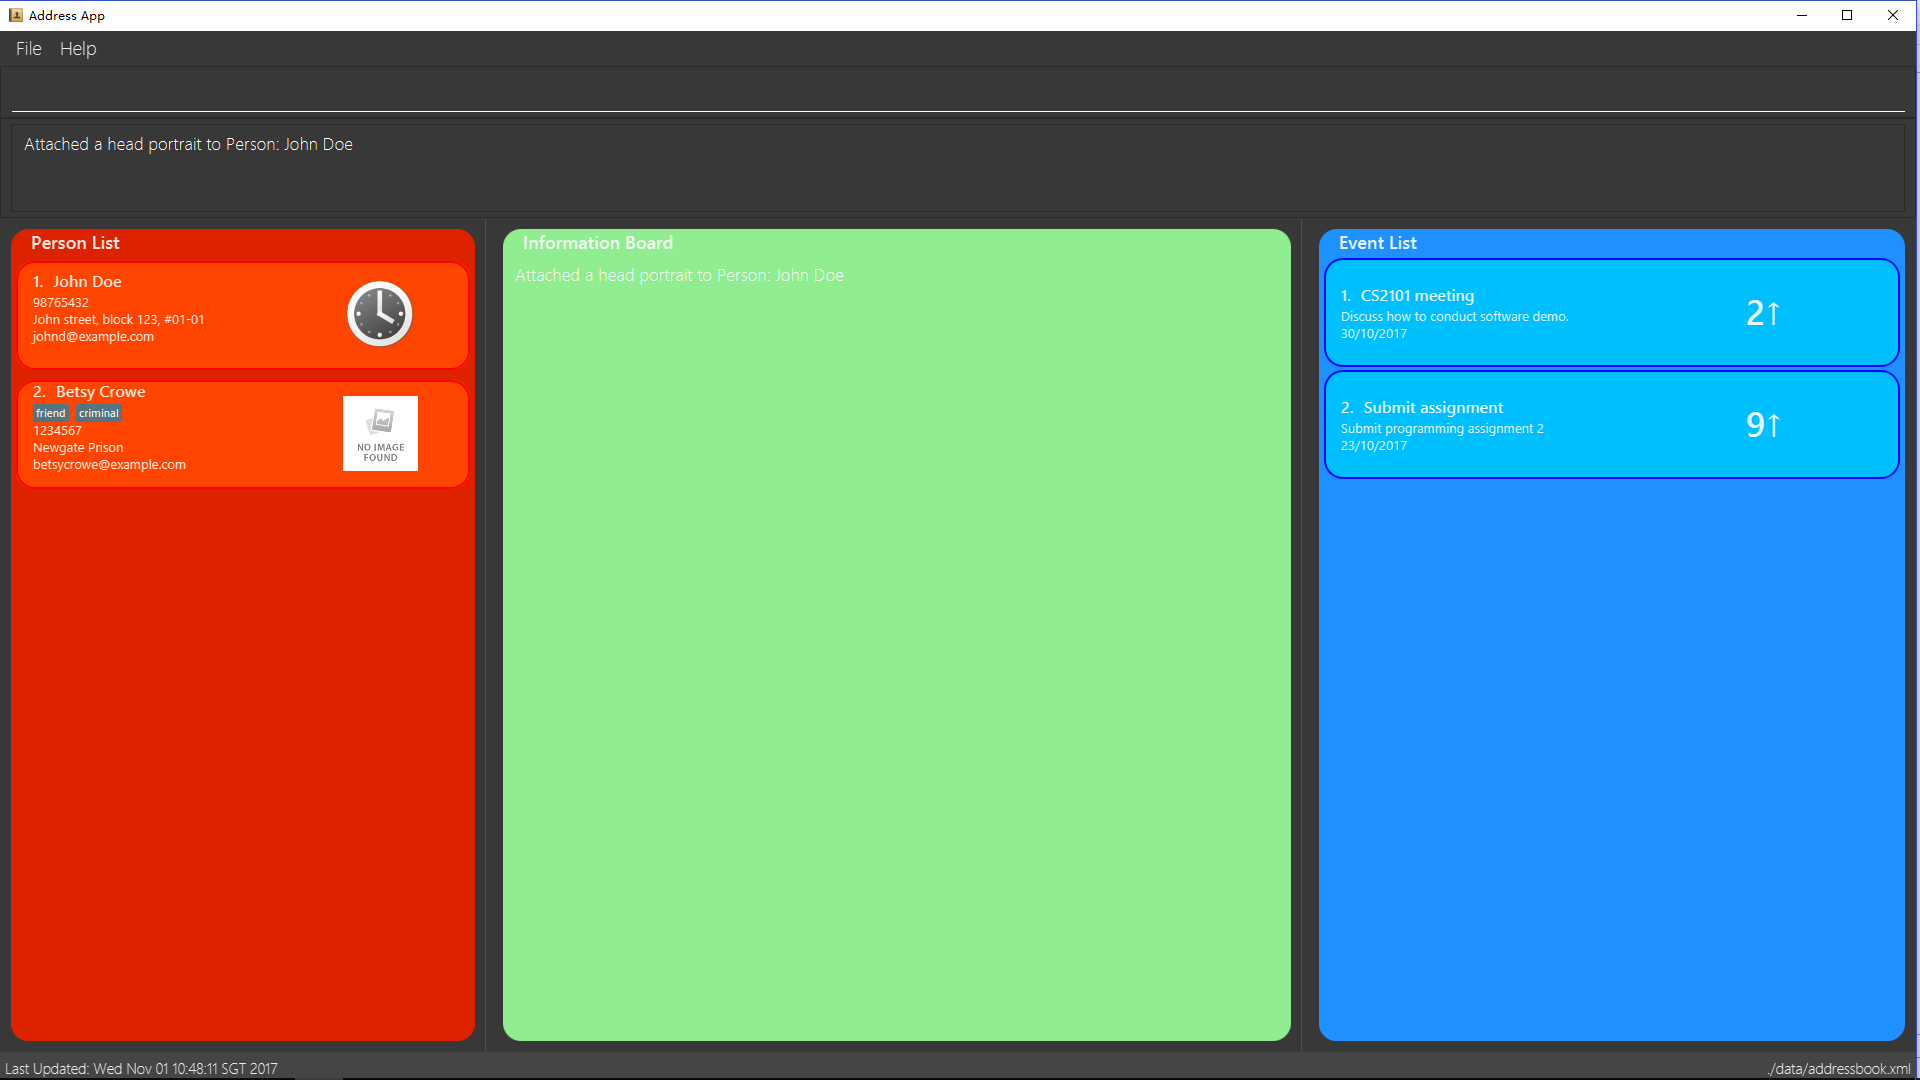 Address App
File Help
Attached a head portrait to Person: John Doe
Person List
1. John Doe
98765432
John street, block 123, #01-01
johnd@example.com
2. Betsy Crowe
friend criminal
1234567
Newgate Prison
betsycrowe@example.com
NO IMAGE
FOUND
Information Board
Attached a head portrait to Person: John Doe
Event List
1. CS2101 meeting
Discuss how to conduct software demo.
30/10/2017
2↑
2. Submit assignment
Submit programming assignment 2
23/10/2017
9↑
Last Updated: Wed Nov 01 10:48:11 SGT 2017
./data/addressbook.xml